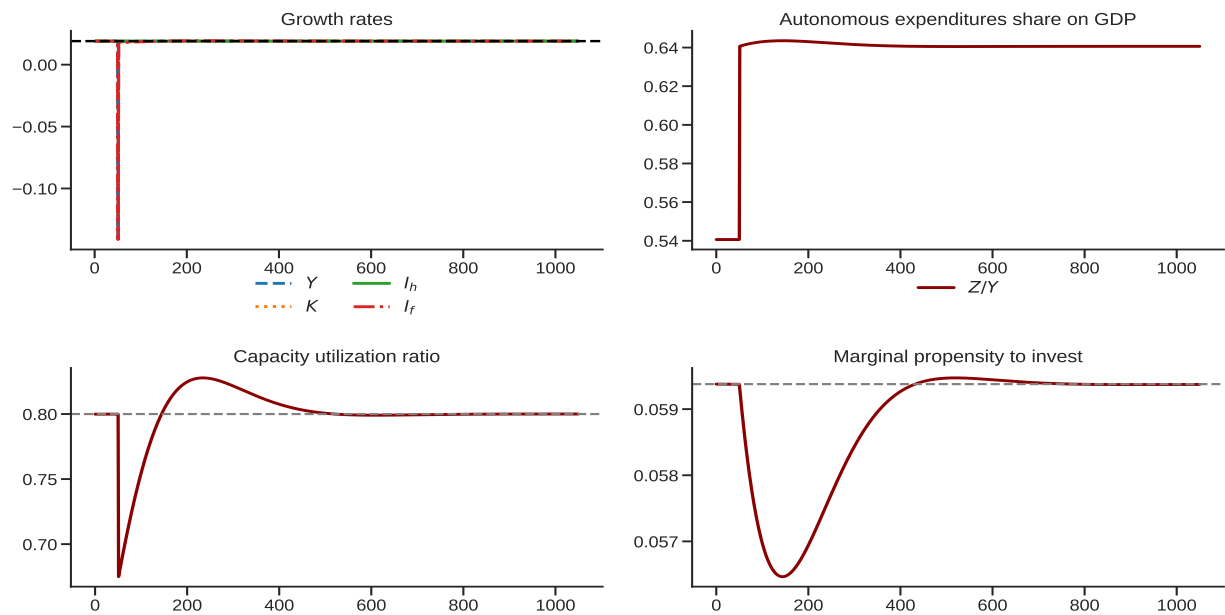 Growth rates
0.00
−0.05
−0.10
0 200 400 600 800 1000
Y I_h
K I_f
Autonomous expenditures share on GDP
0.64
0.62
0.60
0.58
0.56
0.54
0 200 400 600 800 1000
Z/Y
Capacity utilization ratio
0.80
0.75
0.70
0 200 400 600 800 1000
Marginal propensity to invest
0.059
0.058
0.057
0 200 400 600 800 1000